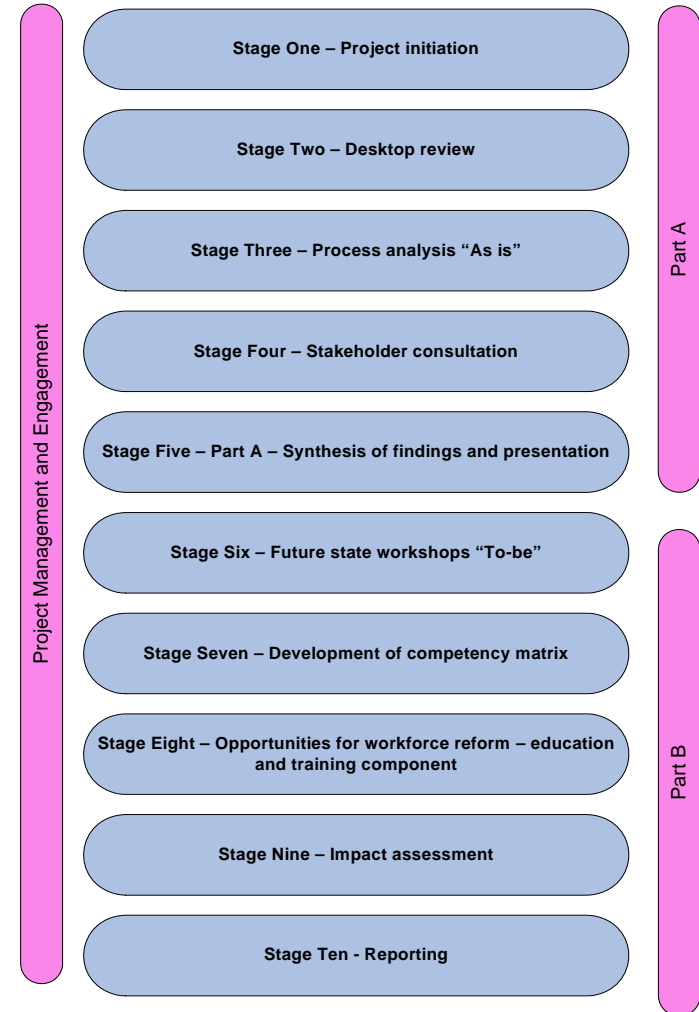 Project Management and Engagement
Stage One – Project initiation
Stage Two – Desktop review
Stage Three – Process analysis “As is”
Stage Four – Stakeholder consultation
Stage Five – Part A – Synthesis of findings and presentation
Part A
Stage Six – Future state workshops “To-be”
Stage Seven – Development of competency matrix
Stage Eight – Opportunities for workforce reform – education
and training component
Stage Nine – Impact assessment
Stage Ten - Reporting
Part B